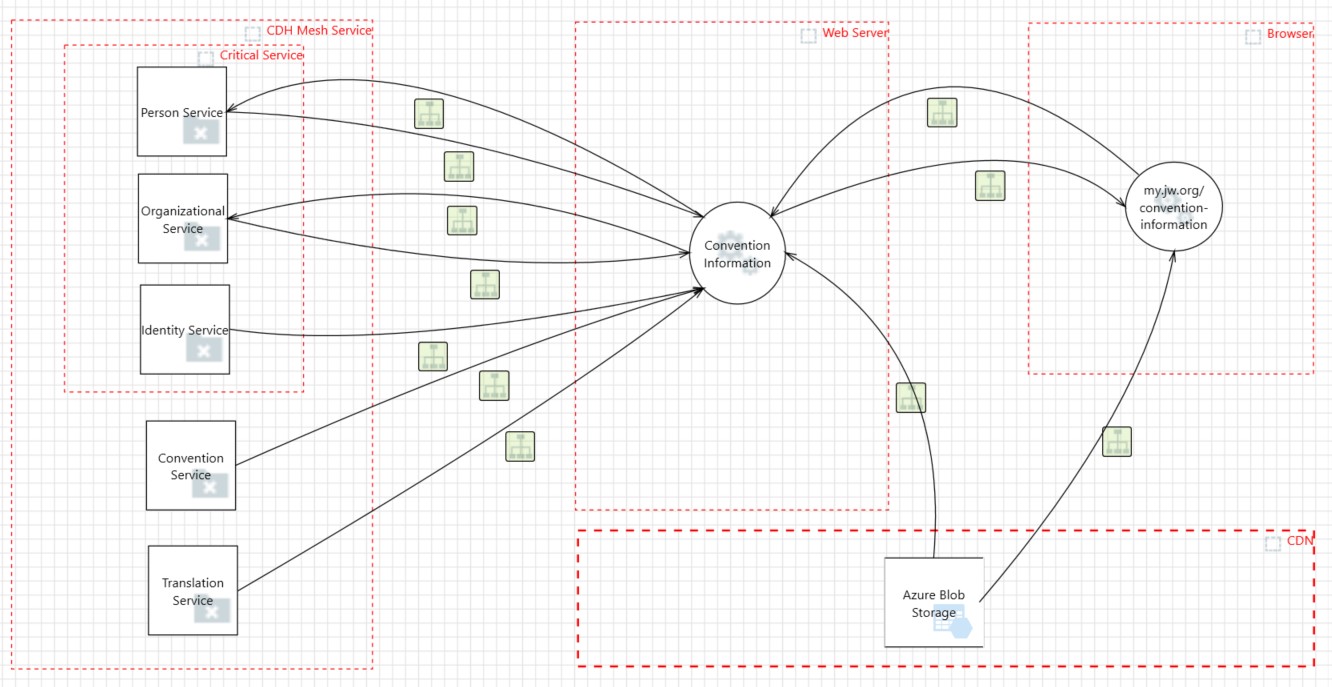 CDH Mesh Service
Critical Service
Person Service
Organizational
Service
Identity Service
Convention
Service
Translation
Service
Web Server
Convention
Information
Browser
my.jw.org/
convention-
information
CDN
Azure Blob
Storage